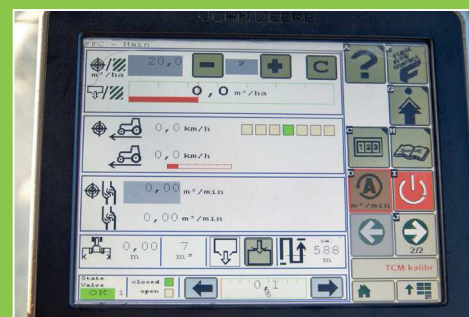 JOHN DEERE
FFC - Main
20,0
m³/ha
C
0,0 m³/ha
0,0 km/h
0,0 km/h
0,00 m³/min
0,00 m³/min
0,00
m
7
m³
ca.
588
m
State
Valve
OK 1
closed
open
0,1
%
A
?
F
G
C
123
H
D
A
m³/min
I
J
2/2
TCM kalibr